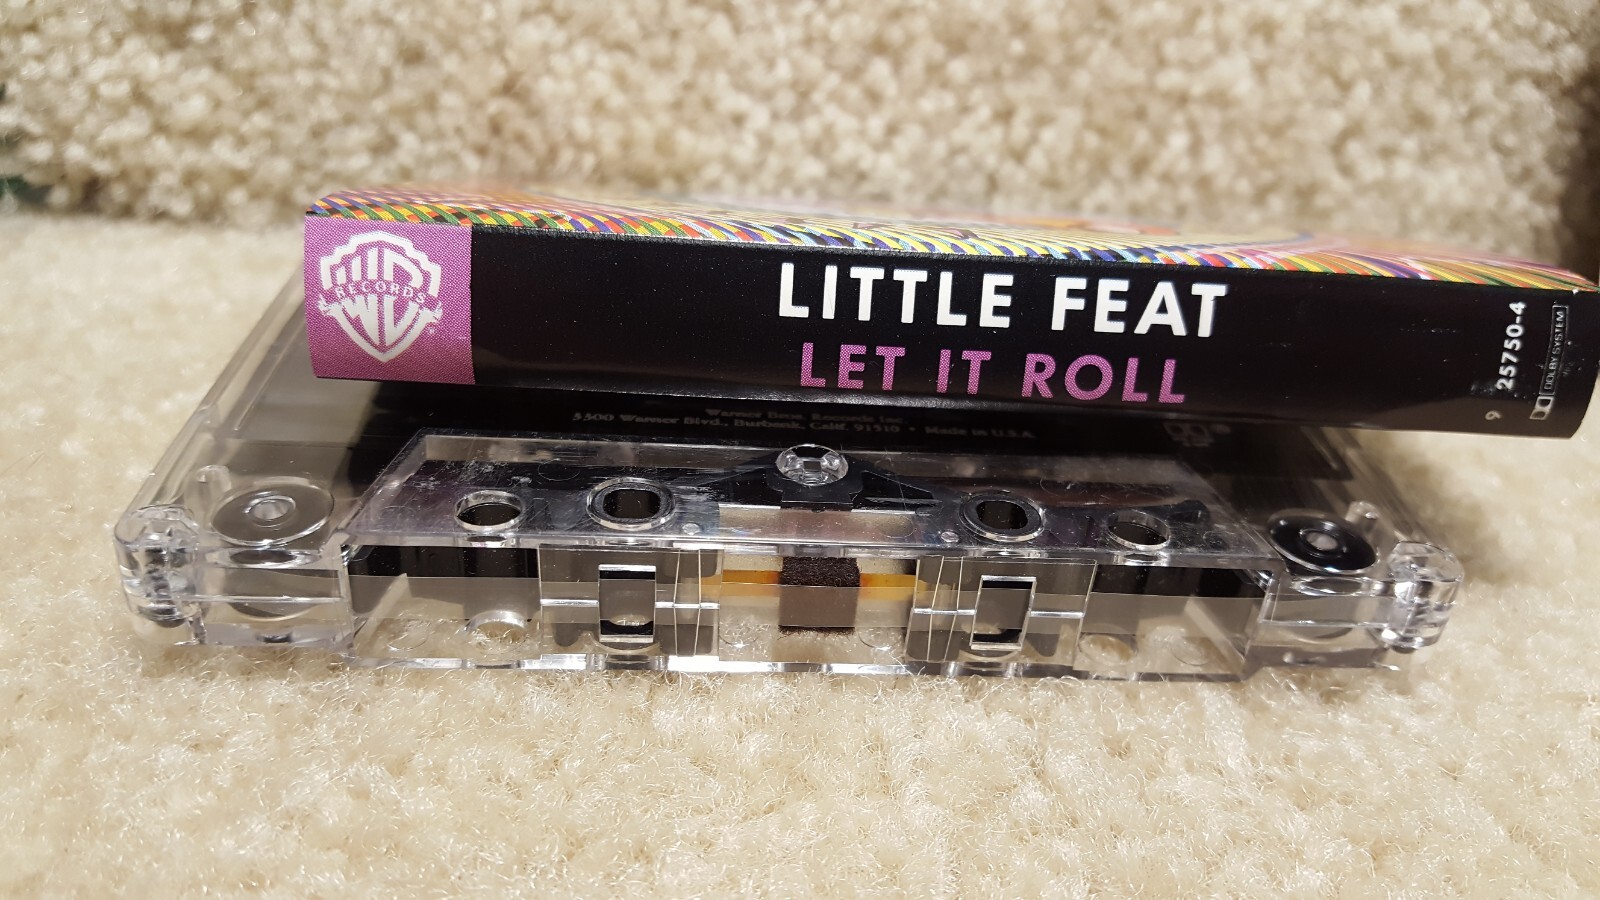 WB
RECORDS
LITTLE FEAT
LET IT ROLL
9 25750-4
DOLBY SYSTEM
Warner Bros. Records Inc.
3300 Warner Blvd., Burbank, Calif. 91510 • Made in U.S.A.